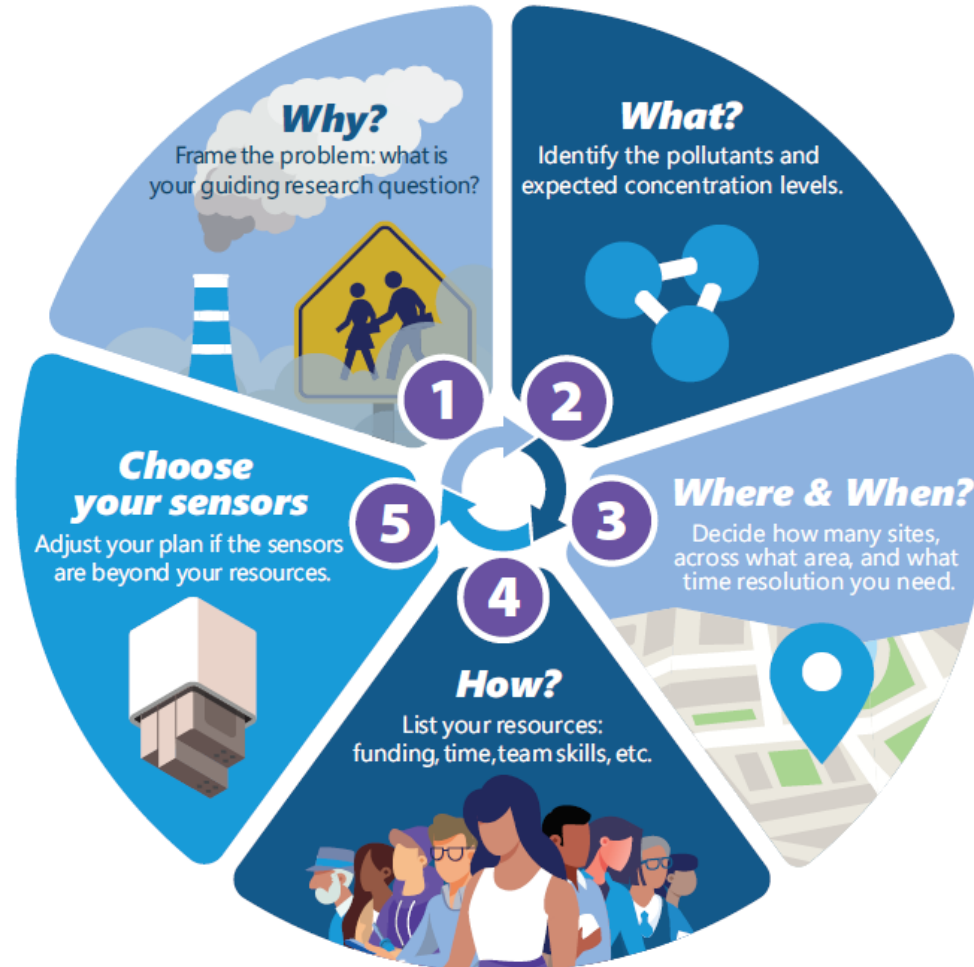 Why?
Frame the problem: what is
your guiding research question?
1
What?
Identify the pollutants and
expected concentration levels.
2
Where & When?
Decide how many sites,
across what area, and what
time resolution you need.
3
How?
List your resources:
funding, time, team skills, etc.
4
Choose
your sensors
Adjust your plan if the sensors
are beyond your resources.
5